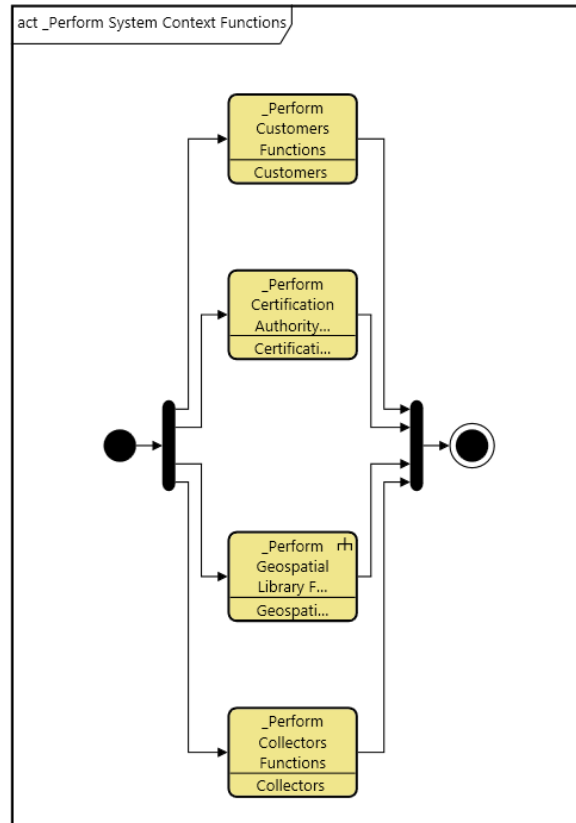 act _Perform System Context Functions
_Perform
Customers
Functions
Customers
_Perform
Certification
Authority...
Certificati...
_Perform
Geospatial
Library F...
Geospati...
_Perform
Collectors
Functions
Collectors